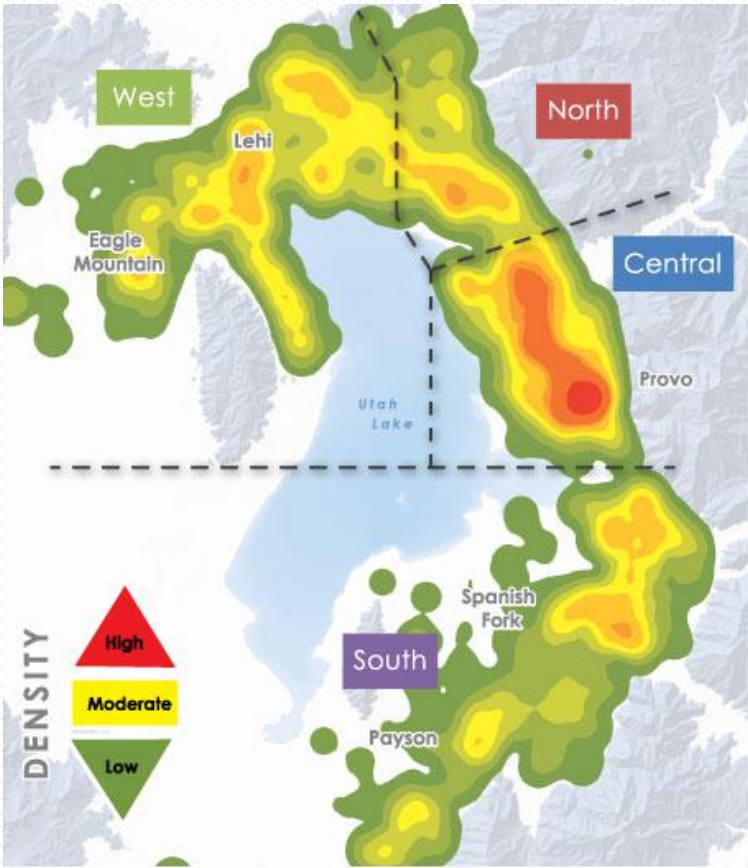 West
North
Lehi
Eagle
Mountain
Central
Provo
Utah
Lake
High
Moderate
Low
DENSITY
Spanish
Fork
South
Payson